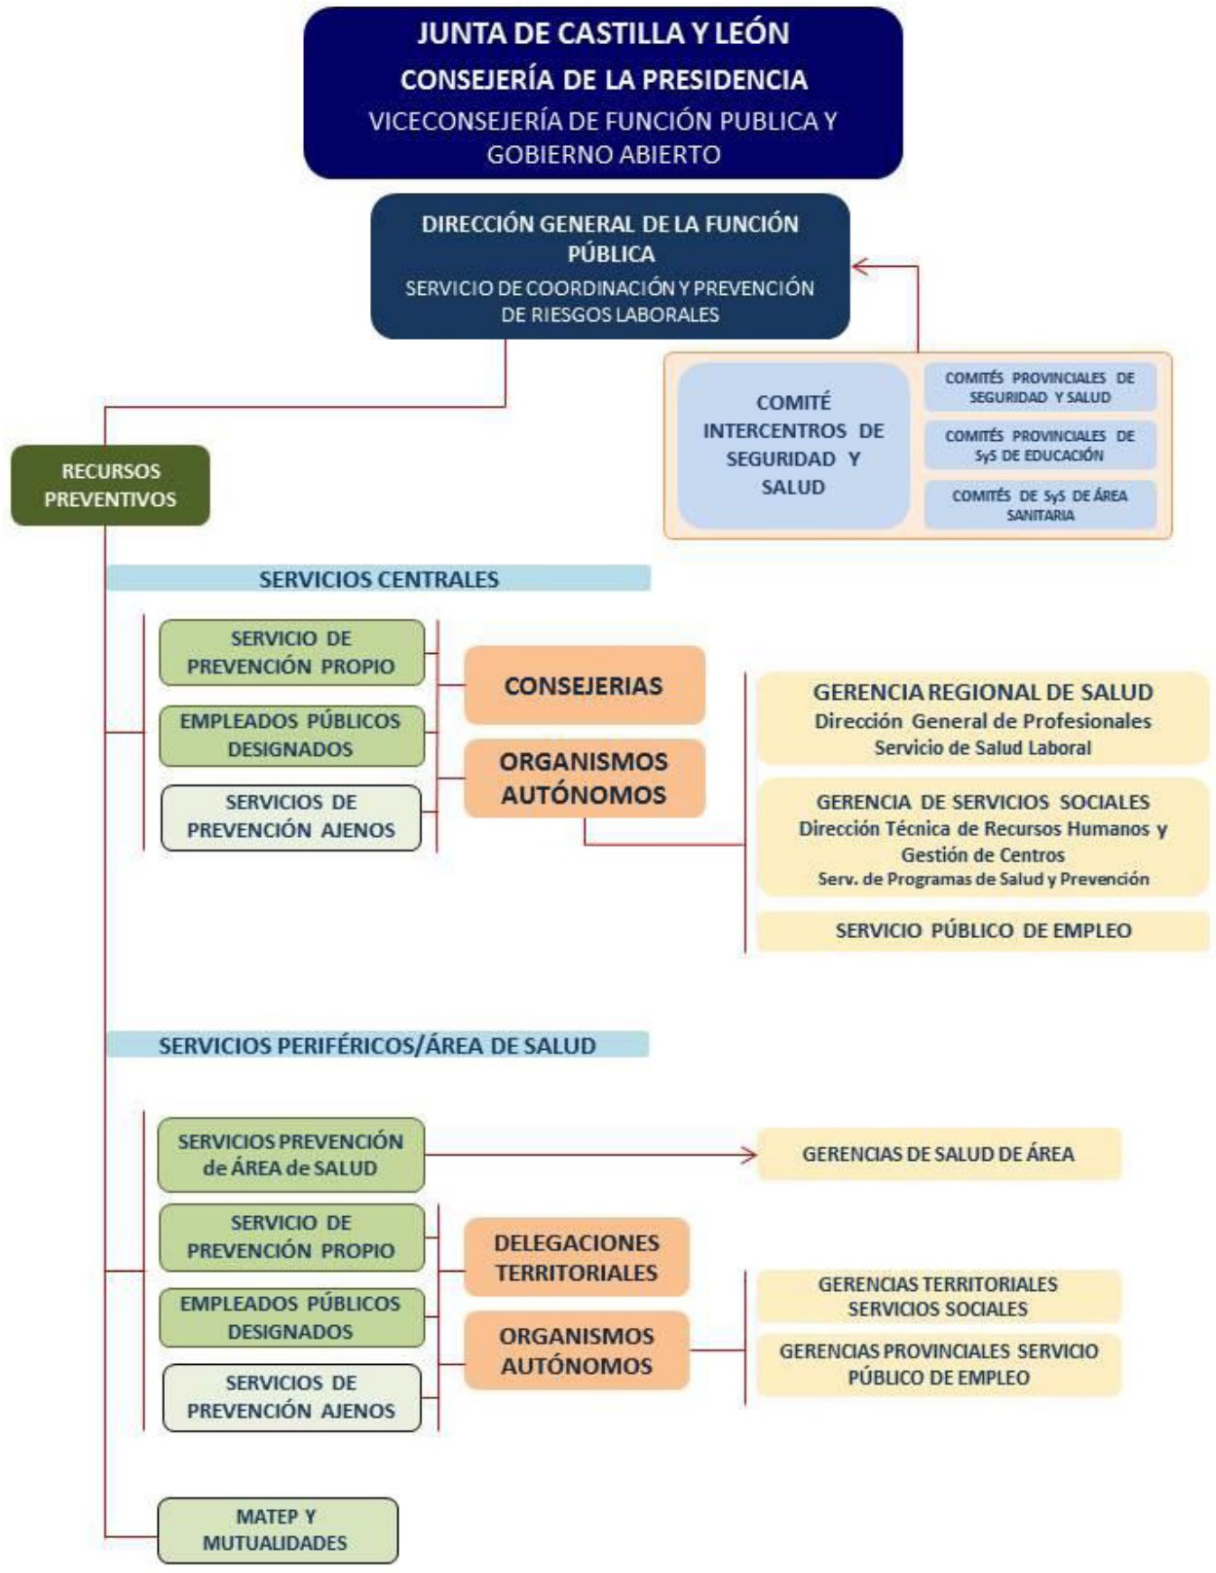 JUNTA DE CASTILLA Y LEÓN
CONSEJERÍA DE LA PRESIDENCIA
VICECONSEJERÍA DE FUNCIÓN PUBLICA Y
GOBIERNO ABIERTO
DIRECCIÓN GENERAL DE LA FUNCIÓN
PÚBLICA
SERVICIO DE COORDINACIÓN Y PREVENCIÓN
DE RIESGOS LABORALES
COMITÉ
INTERCENTROS DE
SEGURIDAD Y
SALUD
COMITÉS PROVINCIALES DE
SEGURIDAD Y SALUD
COMITÉS PROVINCIALES DE
SyS DE EDUCACIÓN
COMITÉS DE SyS DE ÁREA
SANITARIA
RECURSOS
PREVENTIVOS
SERVICIOS CENTRALES
SERVICIO DE
PREVENCIÓN PROPIO
EMPLEADOS PÚBLICOS
DESIGNADOS
SERVICIOS DE
PREVENCIÓN AJENOS
CONSEJERIAS
ORGANISMOS
AUTÓNOMOS
GERENCIA REGIONAL DE SALUD
Dirección General de Profesionales
Servicio de Salud Laboral
GERENCIA DE SERVICIOS SOCIALES
Dirección Técnica de Recursos Humanos y
Gestión de Centros
Serv. de Programas de Salud y Prevención
SERVICIO PÚBLICO DE EMPLEO
SERVICIOS PERIFÉRICOS/ÁREA DE SALUD
SERVICIOS PREVENCIÓN
de ÁREA de SALUD
GERENCIAS DE SALUD DE ÁREA
SERVICIO DE
PREVENCIÓN PROPIO
EMPLEADOS PÚBLICOS
DESIGNADOS
SERVICIOS DE
PREVENCIÓN AJENOS
DELEGACIONES
TERRITORIALES
ORGANISMOS
AUTÓNOMOS
GERENCIAS TERRITORIALES
SERVICIOS SOCIALES
GERENCIAS PROVINCIALES SERVICIO
PÚBLICO DE EMPLEO
MATEP Y
MUTUALIDADES